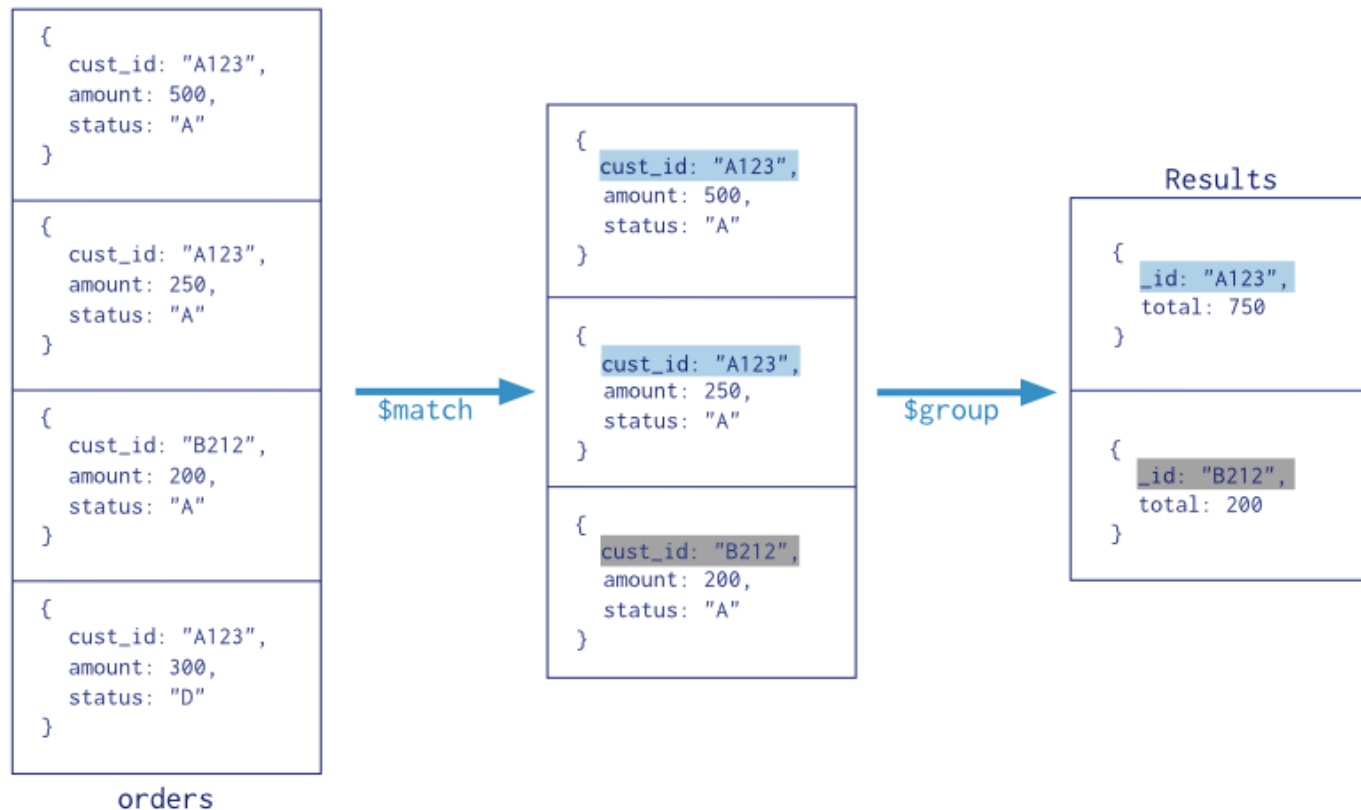 {
cust_id: "A123",
amount: 500,
status: "A"
}
{
cust_id: "A123",
amount: 250,
status: "A"
}
{
cust_id: "B212",
amount: 200,
status: "A"
}
{
cust_id: "A123",
amount: 300,
status: "D"
}
orders
$match
{
cust_id: "A123",
amount: 500,
status: "A"
}
{
cust_id: "A123",
amount: 250,
status: "A"
}
{
cust_id: "B212",
amount: 200,
status: "A"
}
$group
Results
{
_id: "A123",
total: 750
}
{
_id: "B212",
total: 200
}